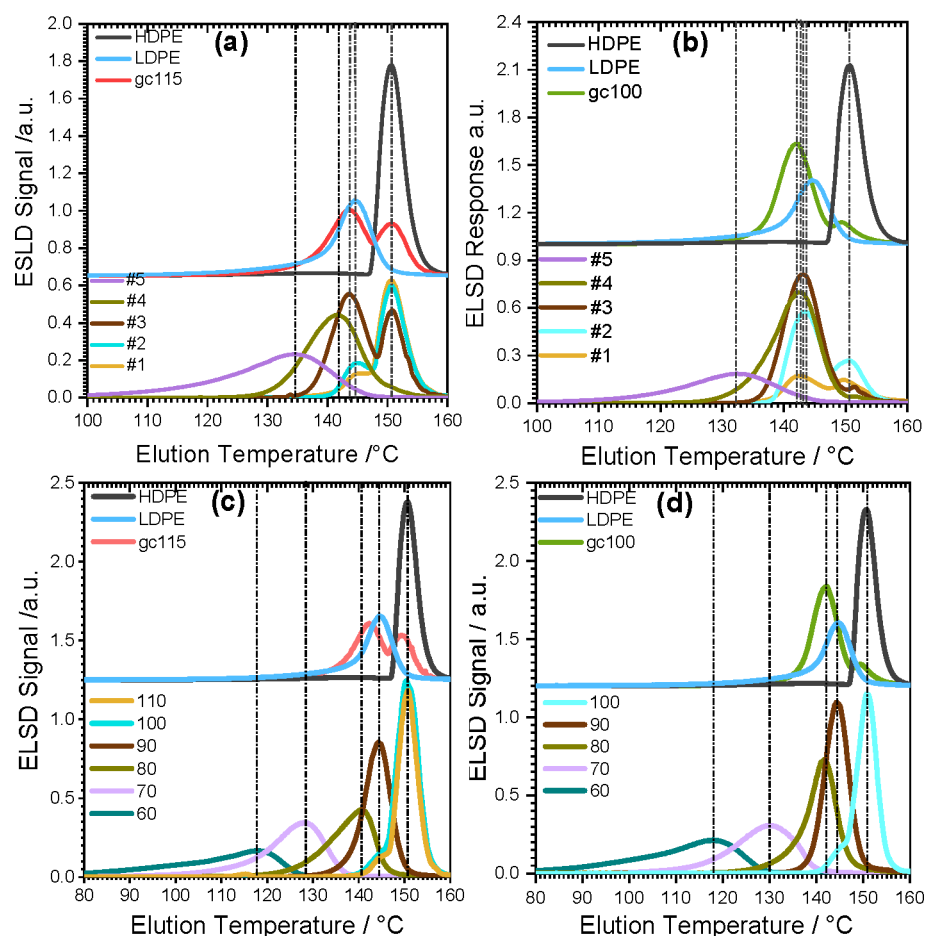 (a)
HDPE
LDPE
gc115
2.0
1.8
1.6
1.4
1.2
1.0
0.8
0.6
0.4
0.2
0.0
ESLD Signal /a.u.
#5
#4
#3
#2
#1
100 110 120 130 140 150 160
Elution Temperature / °C
(b)
HDPE
LDPE
gc100
2.4
2.1
1.8
1.5
1.2
0.9
0.6
0.3
0.0
ELSD Response a.u.
#5
#4
#3
#2
#1
100 110 120 130 140 150 160
Elution Temperature / °C
(c)
HDPE
LDPE
gc115
2.5
2.0
1.5
1.0
0.5
0.0
ELSD Signal /a.u.
110
100
90
80
70
60
80 90 100 110 120 130 140 150 160
Elution Temperature / °C
(d)
HDPE
LDPE
gc100
2.5
2.0
1.5
1.0
0.5
0.0
ELSD Signal / a.u.
100
90
80
70
60
80 90 100 110 120 130 140 150 160
Elution Temperature / °C